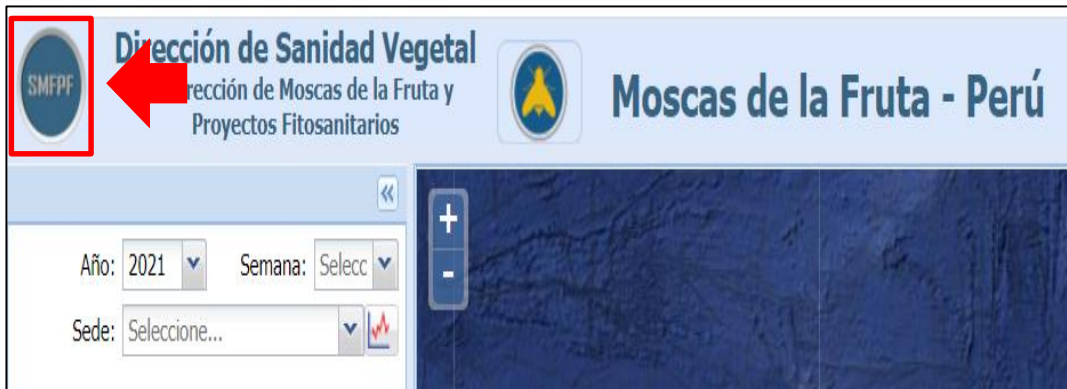 SMFPF
Dirección de Sanidad Vegetal
rección de Moscas de la Fruta y
Proyectos Fitosanitarios
Moscas de la Fruta - Perú
+
-
Año: 2021 Semana: Selecc
Sede: Seleccione...